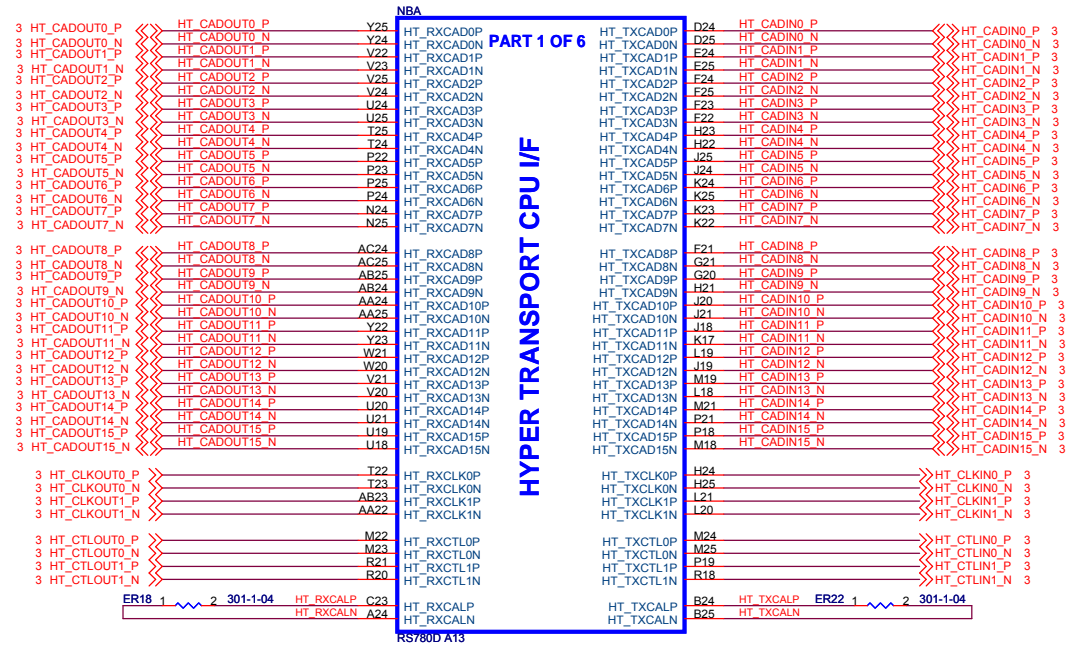 NBA
PART 1 OF 6
HYPER TRANSPORT CPU I/F
3 HT_CADOUT0_P HT_CADOUT0_P Y25 HT_RXCAD0P HT_TXCAD0P D24 HT_CADIN0_P HT_CADIN0_P 3
3 HT_CADOUT0_N HT_CADOUT0_N Y24 HT_RXCAD0N HT_TXCAD0N D25 HT_CADIN0_N HT_CADIN0_N 3
3 HT_CADOUT1_P HT_CADOUT1_P V22 HT_RXCAD1P HT_TXCAD1P E24 HT_CADIN1_P HT_CADIN1_P 3
3 HT_CADOUT1_N HT_CADOUT1_N V23 HT_RXCAD1N HT_TXCAD1N E25 HT_CADIN1_N HT_CADIN1_N 3
3 HT_CADOUT2_P HT_CADOUT2_P V25 HT_RXCAD2P HT_TXCAD2P F24 HT_CADIN2_P HT_CADIN2_P 3
3 HT_CADOUT2_N HT_CADOUT2_N V24 HT_RXCAD2N HT_TXCAD2N F25 HT_CADIN2_N HT_CADIN2_N 3
3 HT_CADOUT3_P HT_CADOUT3_P U24 HT_RXCAD3P HT_TXCAD3P F23 HT_CADIN3_P HT_CADIN3_P 3
3 HT_CADOUT3_N HT_CADOUT3_N U25 HT_RXCAD3N HT_TXCAD3N F22 HT_CADIN3_N HT_CADIN3_N 3
3 HT_CADOUT4_P HT_CADOUT4_P T25 HT_RXCAD4P HT_TXCAD4P H23 HT_CADIN4_P HT_CADIN4_P 3
3 HT_CADOUT4_N HT_CADOUT4_N T24 HT_RXCAD4N HT_TXCAD4N H22 HT_CADIN4_N HT_CADIN4_N 3
3 HT_CADOUT5_P HT_CADOUT5_P P22 HT_RXCAD5P HT_TXCAD5P J25 HT_CADIN5_P HT_CADIN5_P 3
3 HT_CADOUT5_N HT_CADOUT5_N P23 HT_RXCAD5N HT_TXCAD5N J24 HT_CADIN5_N HT_CADIN5_N 3
3 HT_CADOUT6_P HT_CADOUT6_P P25 HT_RXCAD6P HT_TXCAD6P K24 HT_CADIN6_P HT_CADIN6_P 3
3 HT_CADOUT6_N HT_CADOUT6_N P24 HT_RXCAD6N HT_TXCAD6N K25 HT_CADIN6_N HT_CADIN6_N 3
3 HT_CADOUT7_P HT_CADOUT7_P N24 HT_RXCAD7P HT_TXCAD7P K23 HT_CADIN7_P HT_CADIN7_P 3
3 HT_CADOUT7_N HT_CADOUT7_N N25 HT_RXCAD7N HT_TXCAD7N K22 HT_CADIN7_N HT_CADIN7_N 3
3 HT_CADOUT8_P HT_CADOUT8_P AC24 HT_RXCAD8P HT_TXCAD8P F21 HT_CADIN8_P HT_CADIN8_P 3
3 HT_CADOUT8_N HT_CADOUT8_N AC25 HT_RXCAD8N HT_TXCAD8N G21 HT_CADIN8_N HT_CADIN8_N 3
3 HT_CADOUT9_P HT_CADOUT9_P AB25 HT_RXCAD9P HT_TXCAD9P G20 HT_CADIN9_P HT_CADIN9_P 3
3 HT_CADOUT9_N HT_CADOUT9_N AB24 HT_RXCAD9N HT_TXCAD9N H21 HT_CADIN9_N HT_CADIN9_N 3
3 HT_CADOUT10_P HT_CADOUT10_P AA24 HT_RXCAD10P HT_TXCAD10P J20 HT_CADIN10_P HT_CADIN10_P 3
3 HT_CADOUT10_N HT_CADOUT10_N AA25 HT_RXCAD10N HT_TXCAD10N J21 HT_CADIN10_N HT_CADIN10_N 3
3 HT_CADOUT11_P HT_CADOUT11_P Y22 HT_RXCAD11P HT_TXCAD11P J18 HT_CADIN11_P HT_CADIN11_P 3
3 HT_CADOUT11_N HT_CADOUT11_N Y23 HT_RXCAD11N HT_TXCAD11N K17 HT_CADIN11_N HT_CADIN11_N 3
3 HT_CADOUT12_P HT_CADOUT12_P W21 HT_RXCAD12P HT_TXCAD12P L19 HT_CADIN12_P HT_CADIN12_P 3
3 HT_CADOUT12_N HT_CADOUT12_N W20 HT_RXCAD12N HT_TXCAD12N J19 HT_CADIN12_N HT_CADIN12_N 3
3 HT_CADOUT13_P HT_CADOUT13_P V21 HT_RXCAD13P HT_TXCAD13P M19 HT_CADIN13_P HT_CADIN13_P 3
3 HT_CADOUT13_N HT_CADOUT13_N V20 HT_RXCAD13N HT_TXCAD13N L18 HT_CADIN13_N HT_CADIN13_N 3
3 HT_CADOUT14_P HT_CADOUT14_P U20 HT_RXCAD14P HT_TXCAD14P M21 HT_CADIN14_P HT_CADIN14_P 3
3 HT_CADOUT14_N HT_CADOUT14_N U21 HT_RXCAD14N HT_TXCAD14N P21 HT_CADIN14_N HT_CADIN14_N 3
3 HT_CADOUT15_P HT_CADOUT15_P U19 HT_RXCAD15P HT_TXCAD15P P18 HT_CADIN15_P HT_CADIN15_P 3
3 HT_CADOUT15_N HT_CADOUT15_N U18 HT_RXCAD15N HT_TXCAD15N M18 HT_CADIN15_N HT_CADIN15_N 3
3 HT_CLKOUT0_P T22 HT_RXCLK0P HT_TXCLK0P H24 HT_CLKIN0_P 3
3 HT_CLKOUT0_N T23 HT_RXCLK0N HT_TXCLK0N H25 HT_CLKIN0_N 3
3 HT_CLKOUT1_P AB23 HT_RXCLK1P HT_TXCLK1P L21 HT_CLKIN1_P 3
3 HT_CLKOUT1_N AA22 HT_RXCLK1N HT_TXCLK1N L20 HT_CLKIN1_N 3
3 HT_CTLOUT0_P M22 HT_RXCTL0P HT_TXCTL0P M24 HT_CTLIN0_P 3
3 HT_CTLOUT0_N M23 HT_RXCTL0N HT_TXCTL0N M25 HT_CTLIN0_N 3
3 HT_CTLOUT1_P R21 HT_RXCTL1P HT_TXCTL1P P19 HT_CTLIN1_P 3
3 HT_CTLOUT1_N R20 HT_RXCTL1N HT_TXCTL1N R18 HT_CTLIN1_N 3
ER18 1 2 301-1-04 HT_RXCALP C23 HT_RXCALP HT_TXCALP B24 HT_TXCALP ER22 1 2 301-1-04
HT_RXCALN A24 HT_RXCALN HT_TXCALN B25 HT_TXCALN
RS780D A13